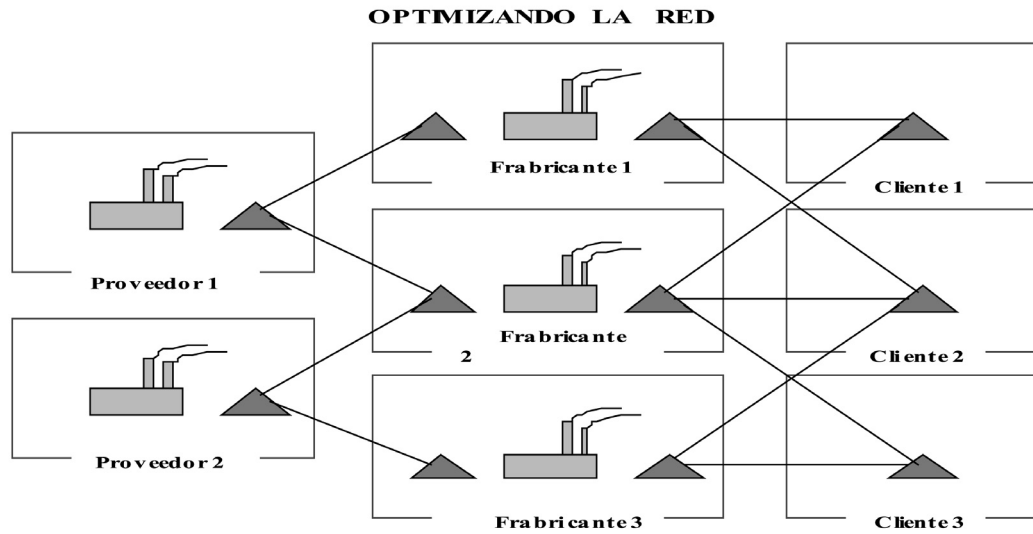 OPTIMIZANDO LA RED
Frabricante 1
Cliente 1
Proveedor 1
Frabricante
2
Cliente 2
Proveedor 2
Frabricante 3
Cliente 3